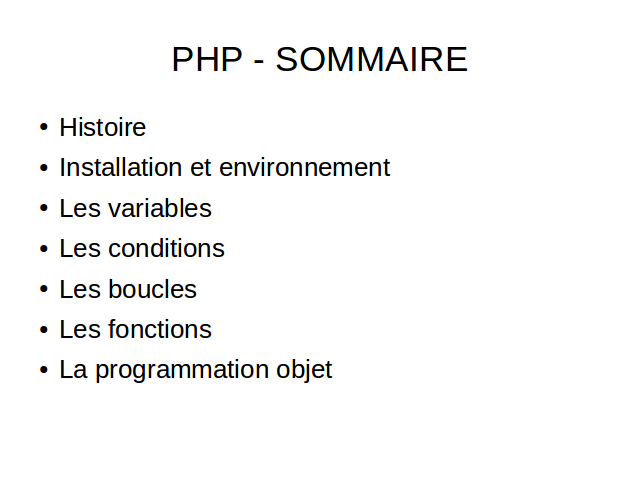 PHP - SOMMAIRE
• Histoire
• Installation et environnement
• Les variables
• Les conditions
• Les boucles
• Les fonctions
• La programmation objet